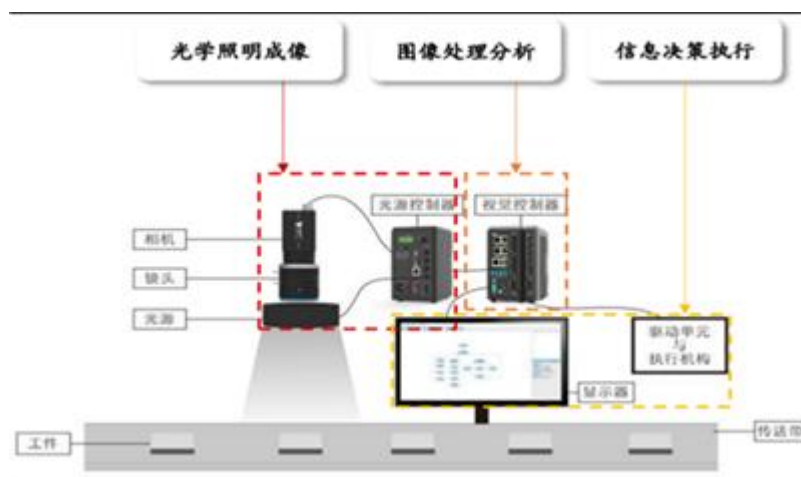 光学照明成像
图像处理分析
信息决策执行
光源控制器
视觉控制器
相机
镜头
光源
驱动单元
与
执行机构
显示器
工件
传送带